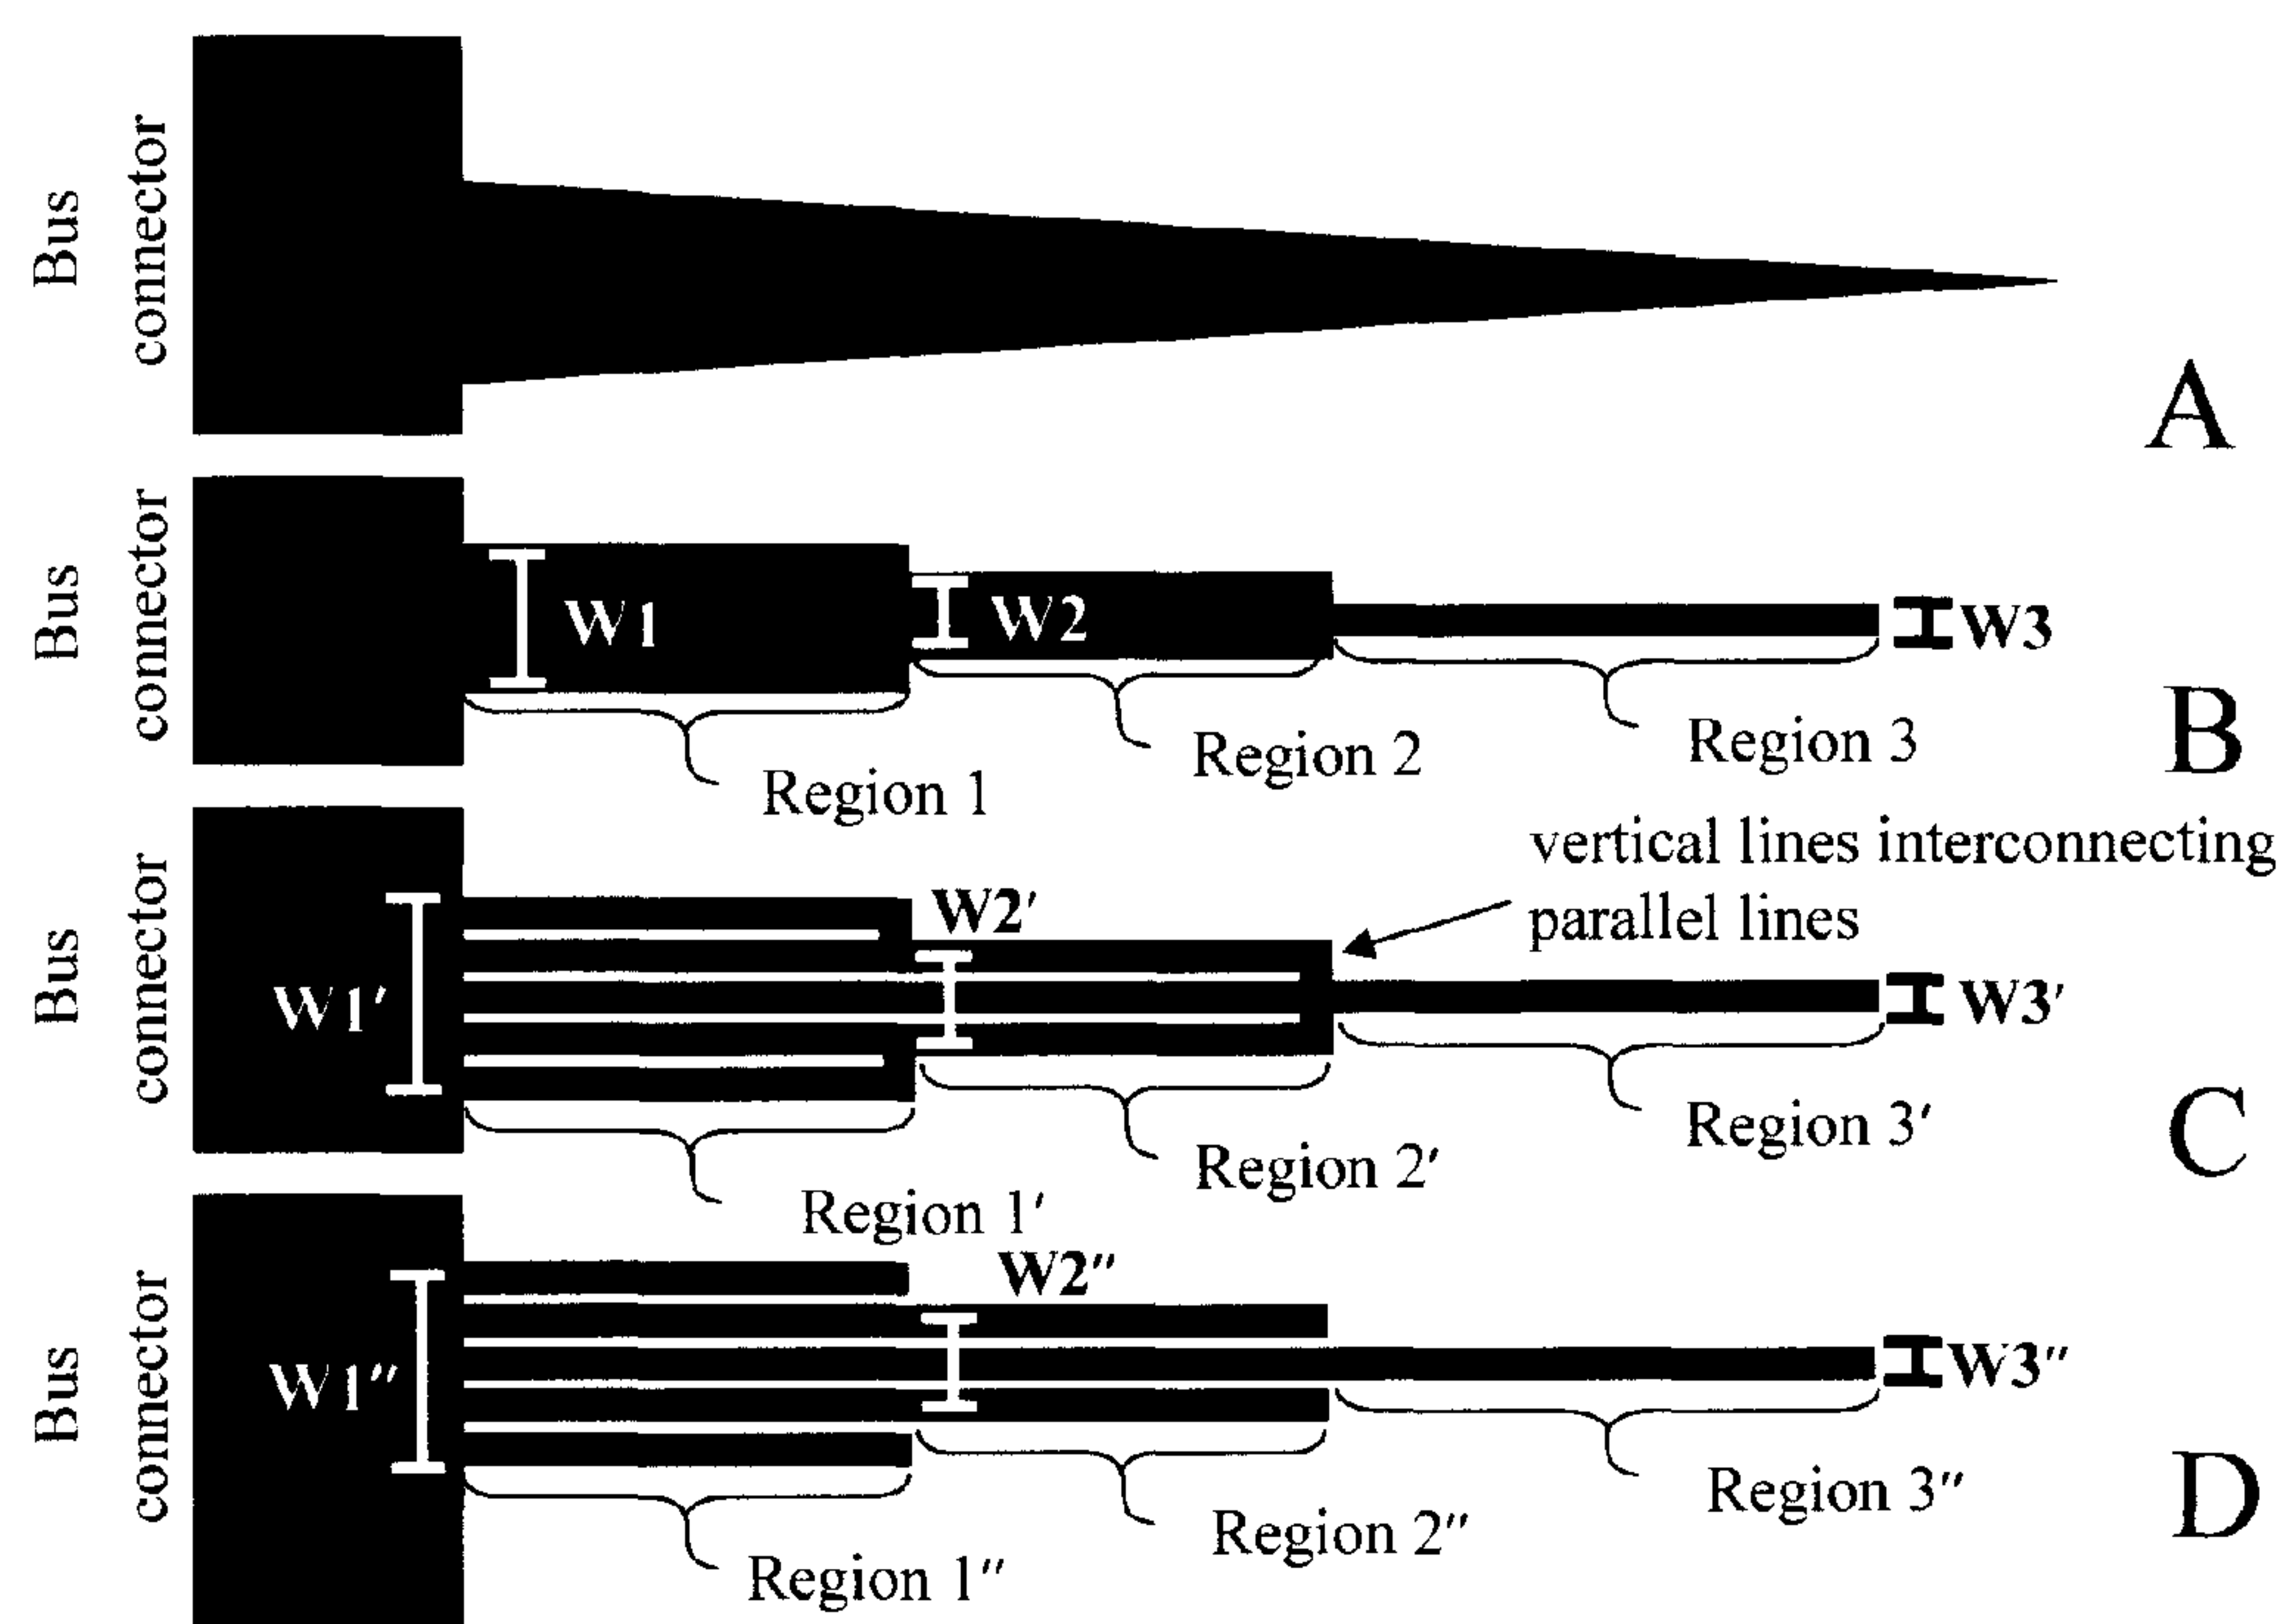 Bus
connector
A
Bus
connector
W1
W2
W3
Region 1
Region 2
Region 3
B
vertical lines interconnecting
parallel lines
Bus
connector
W1′
W2′
W3′
Region 1′
Region 2′
Region 3′
C
Bus
connector
W1″
W2″
W3″
Region 1″
Region 2″
Region 3″
D